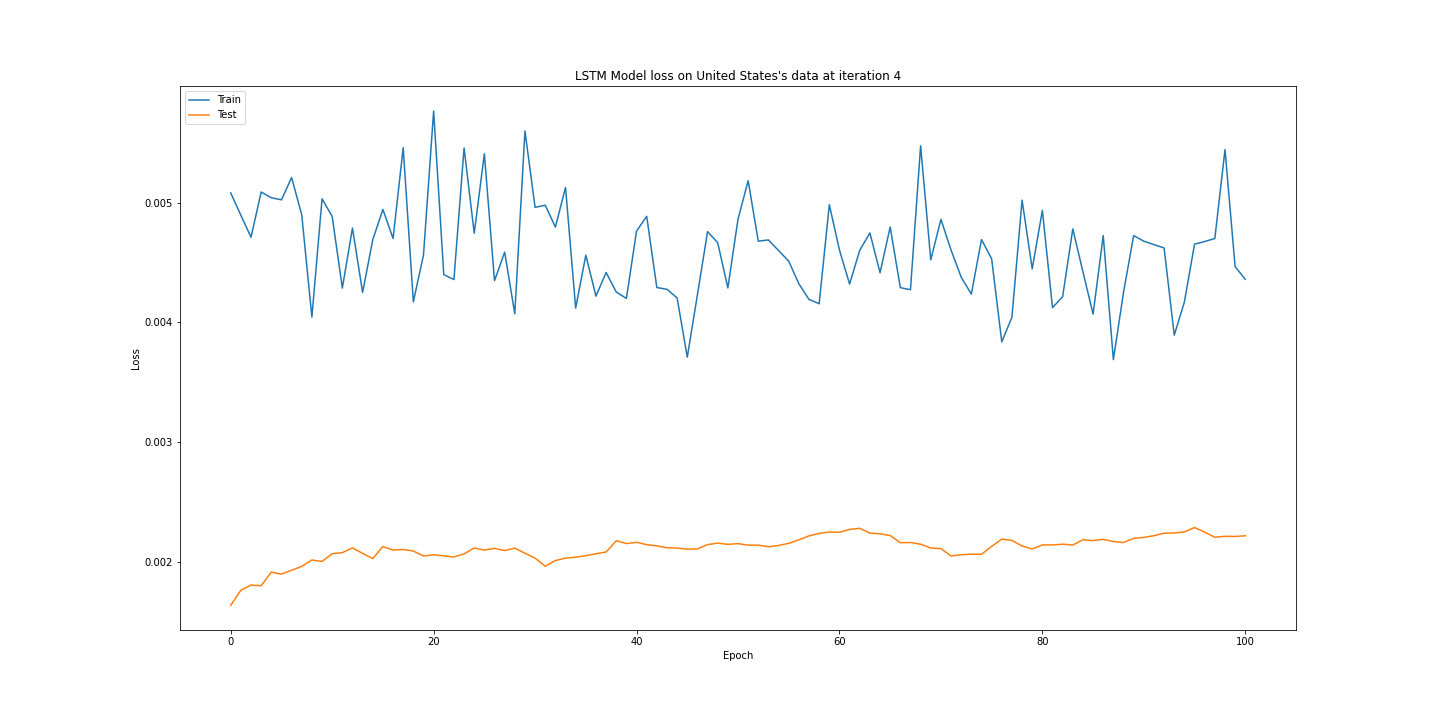 LSTM Model loss on United States's data at iteration 4
Train
Test
0.005
0.004
0.003
0.002
Loss
0
20
40
60
80
100
Epoch